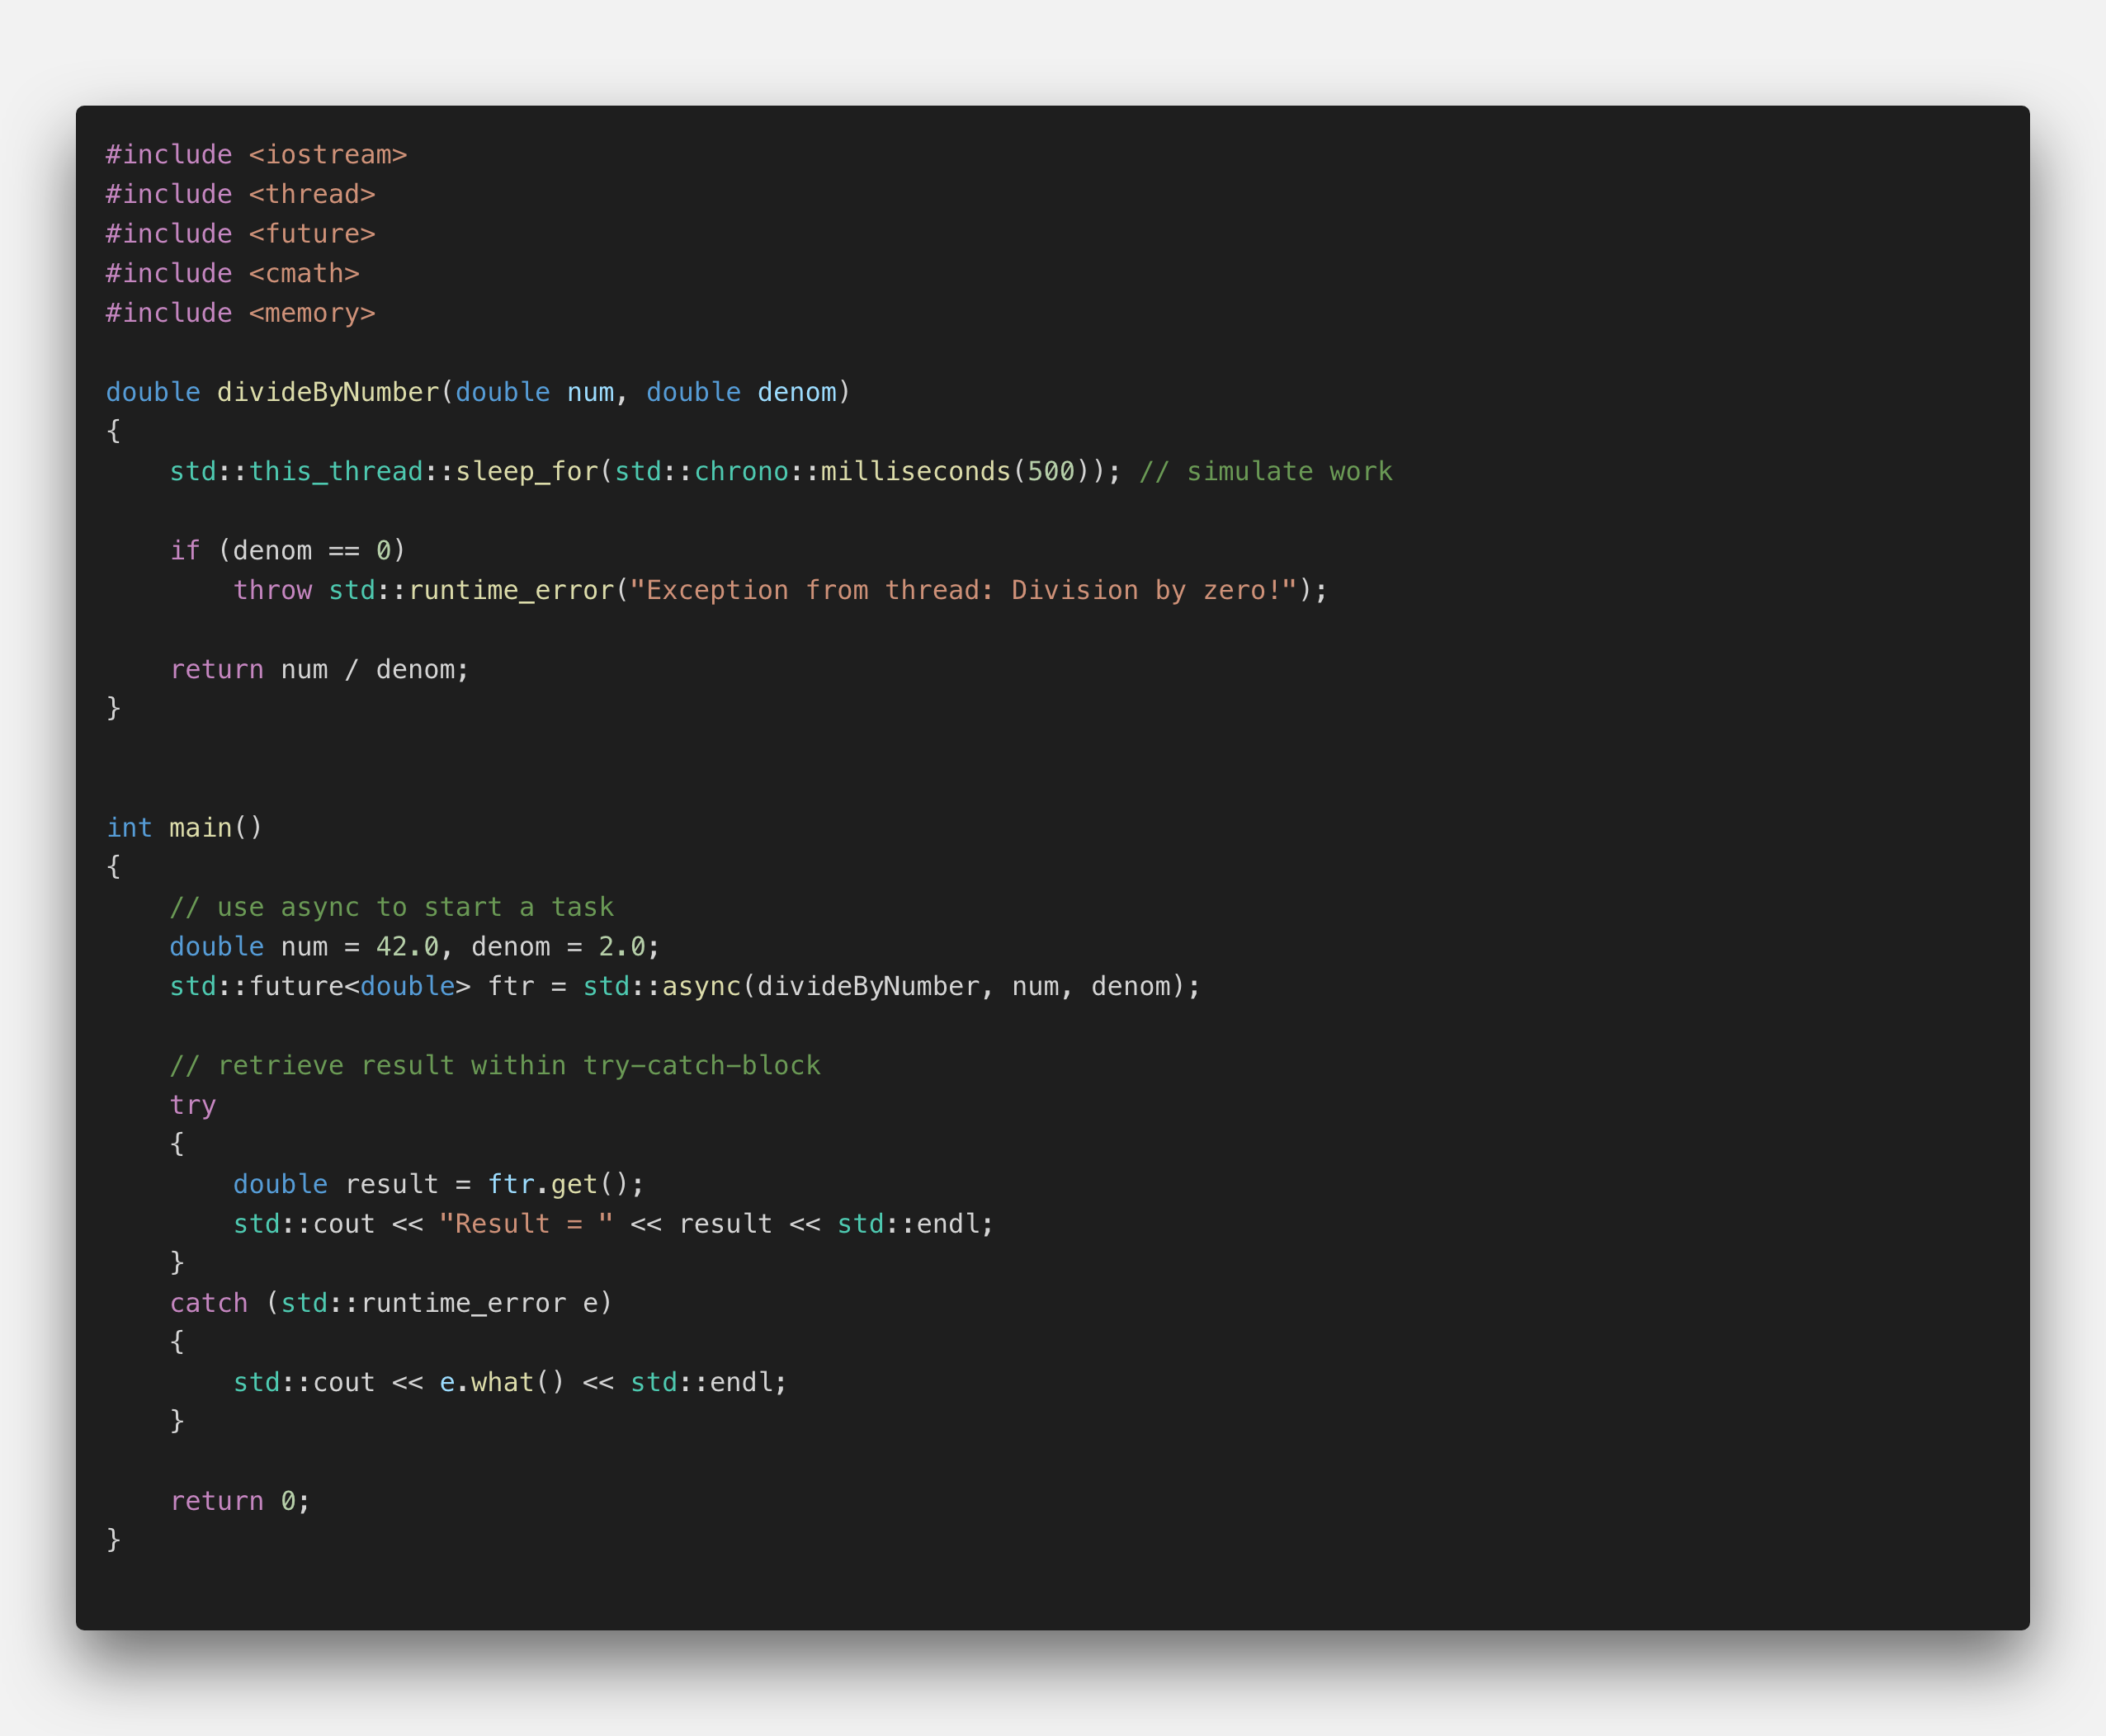 #include <iostream>
#include <thread>
#include <future>
#include <cmath>
#include <memory>

double divideByNumber(double num, double denom)
{
    std::this_thread::sleep_for(std::chrono::milliseconds(500)); // simulate work

    if (denom == 0)
        throw std::runtime_error("Exception from thread: Division by zero!");

    return num / denom;
}


int main()
{
    // use async to start a task
    double num = 42.0, denom = 2.0;
    std::future<double> ftr = std::async(divideByNumber, num, denom);

    // retrieve result within try-catch-block
    try
    {
        double result = ftr.get();
        std::cout << "Result = " << result << std::endl;
    }
    catch (std::runtime_error e)
    {
        std::cout << e.what() << std::endl;
    }

    return 0;
}